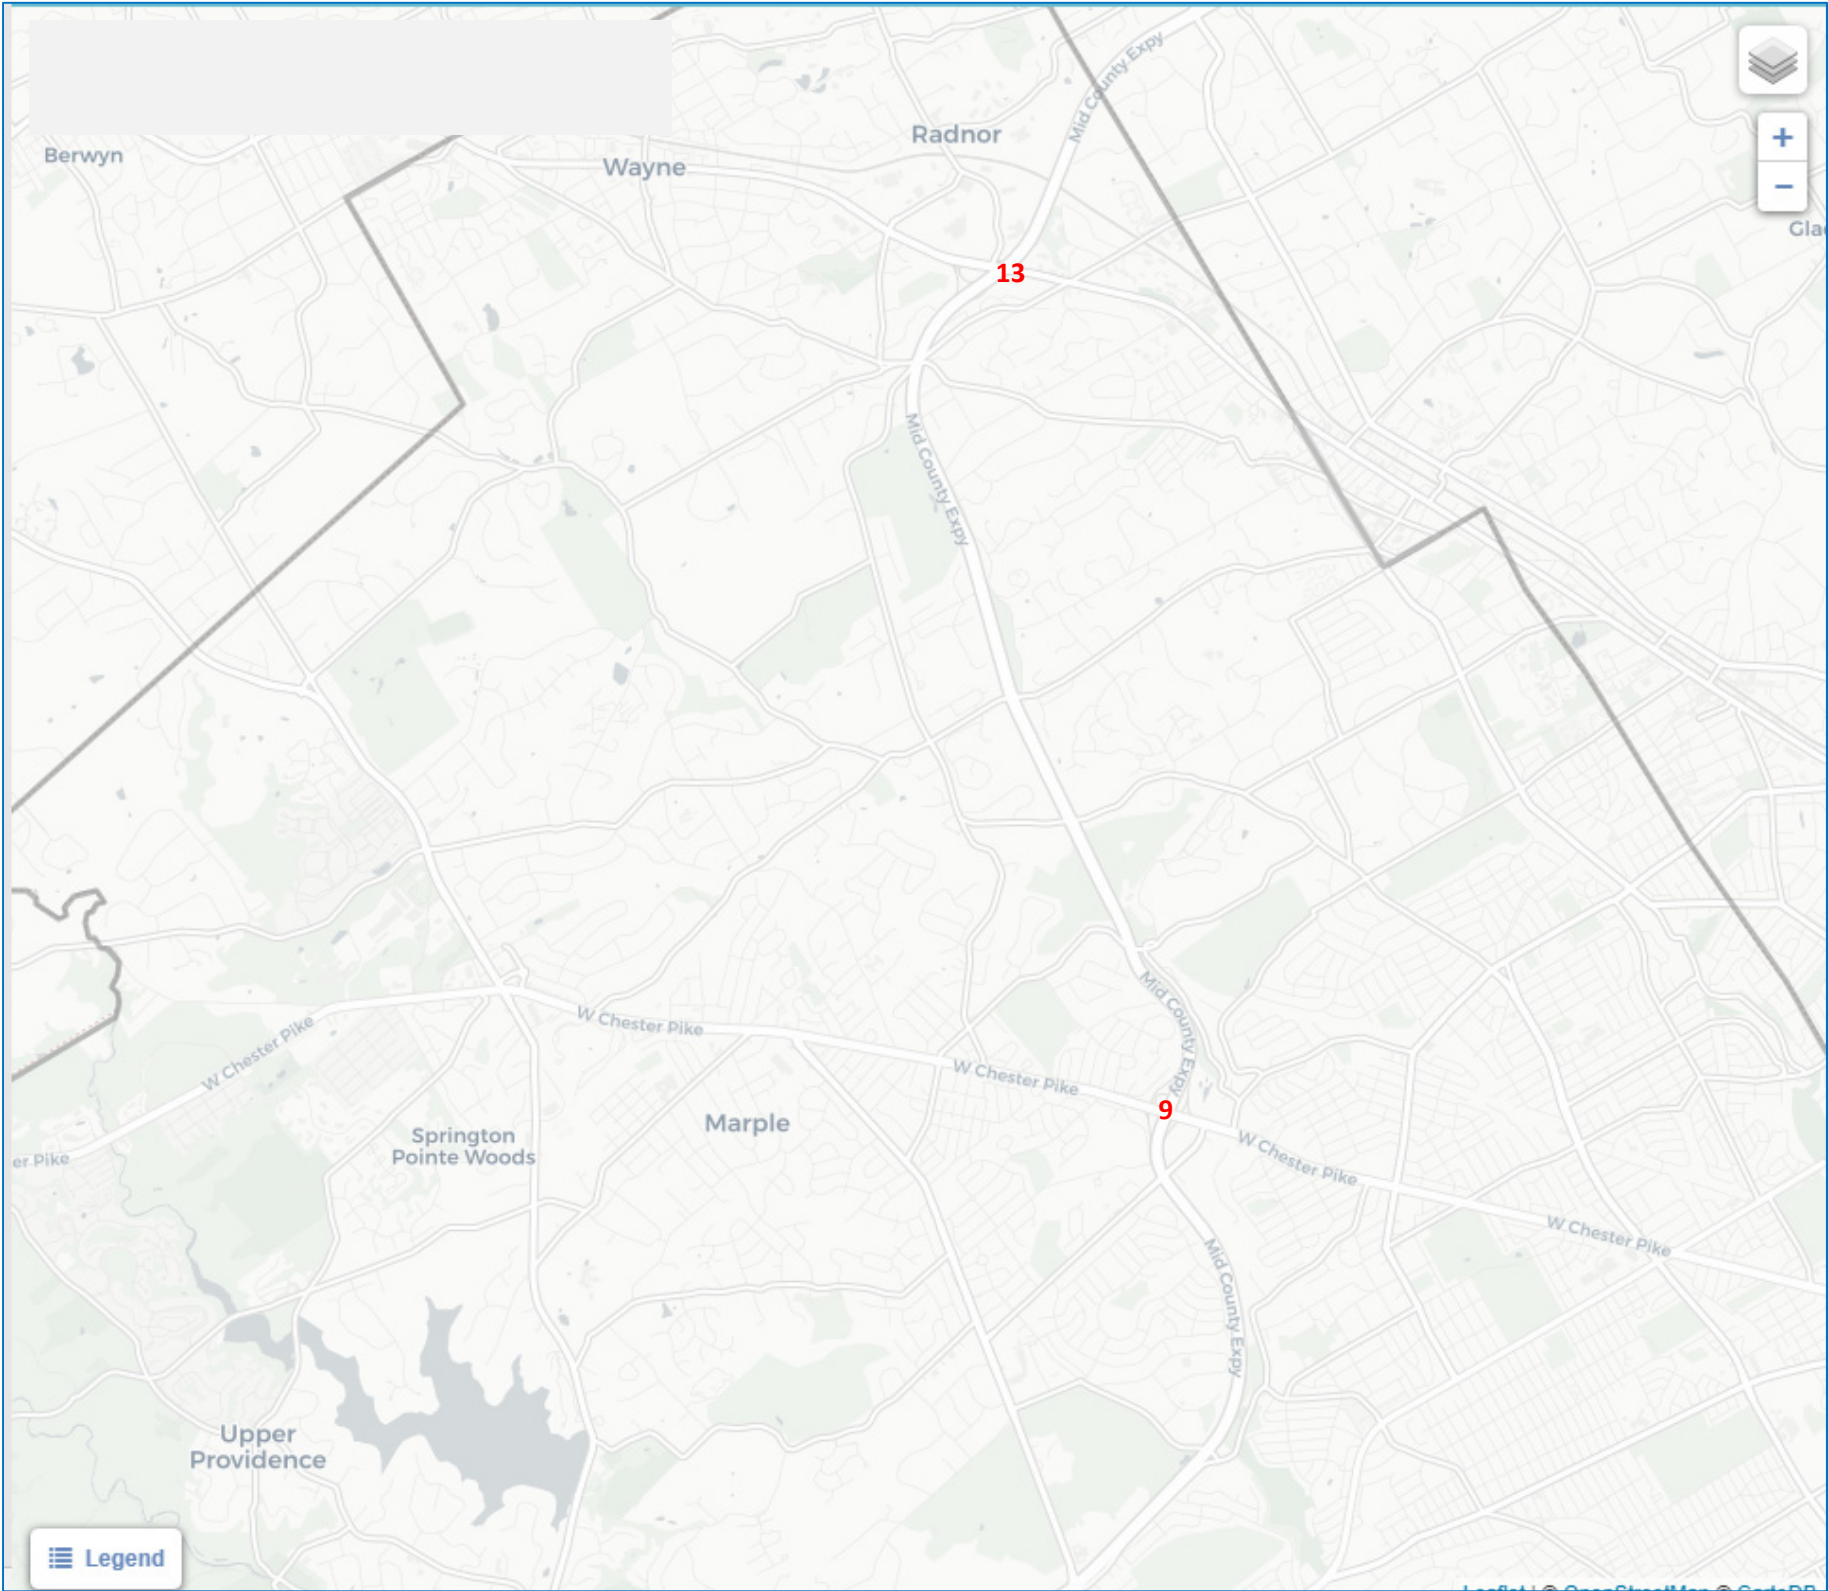 Mid County Expy
+
Radnor
Berwyn
Wayne
−
13
Mid County Expy
Mid County Expy
W Chester Pike
W Chester Pike
W Chester Pike
9
Marple
Springton
Pointe Woods
W Chester Pike
er Pike
W Chester Pike
Mid County Expy
Upper
Providence
Legend